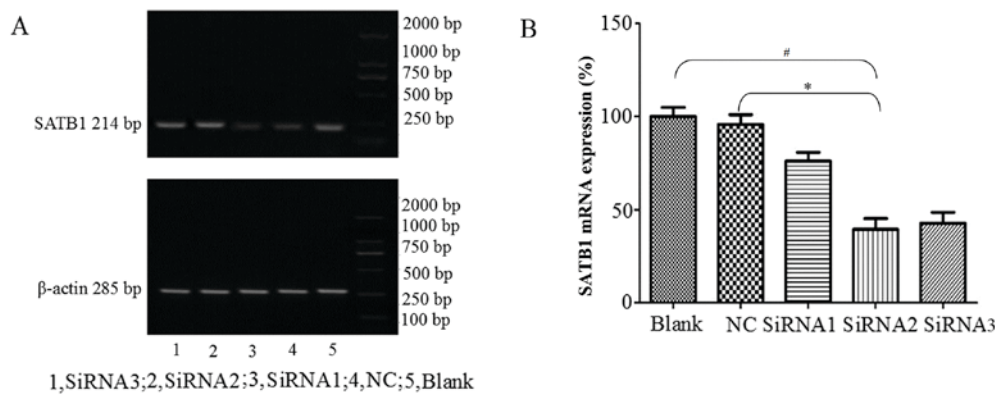 A
2000 bp
1000 bp
750 bp
500 bp
250 bp
SATB1 214 bp
2000 bp
1000 bp
750 bp
500 bp
250 bp
100 bp
β-actin 285 bp
1 2 3 4 5
1,SiRNA3;2,SiRNA2;3,SiRNA1;4,NC;5,Blank
B
SATB1 mRNA expression (%)
150
100
50
0
#
*
Blank NC SiRNA1 SiRNA2 SiRNA3